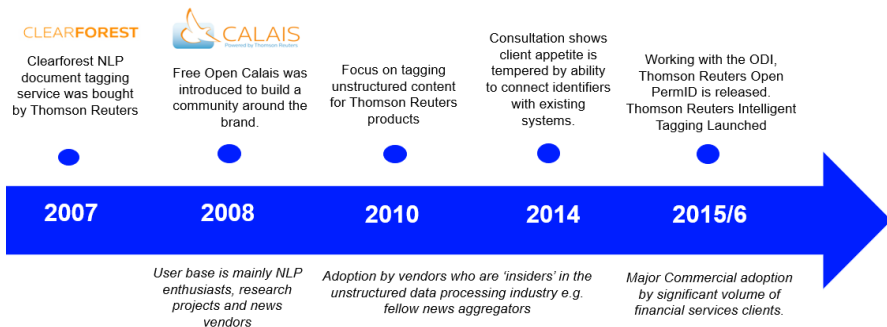 CLEARFOREST
Clearforest NLP
document tagging
service was bought
by Thomson Reuters
CALAIS
Powered by Thomson Reuters
Free Open Calais was
introduced to build a
community around the
brand.
Focus on tagging
unstructured content
for Thomson Reuters
products
Consultation shows
client appetite is
tempered by ability
to connect identifiers
with existing
systems.
Working with the ODI,
Thomson Reuters Open
PermID is released.
Thomson Reuters Intelligent
Tagging Launched
2007
2008
2010
2014
2015/6
User base is mainly NLP
enthusiasts, research
projects and news
vendors
Adoption by vendors who are ‘insiders’ in the
unstructured data processing industry e.g.
fellow news aggregators
Major Commercial adoption
by significant volume of
financial services clients.